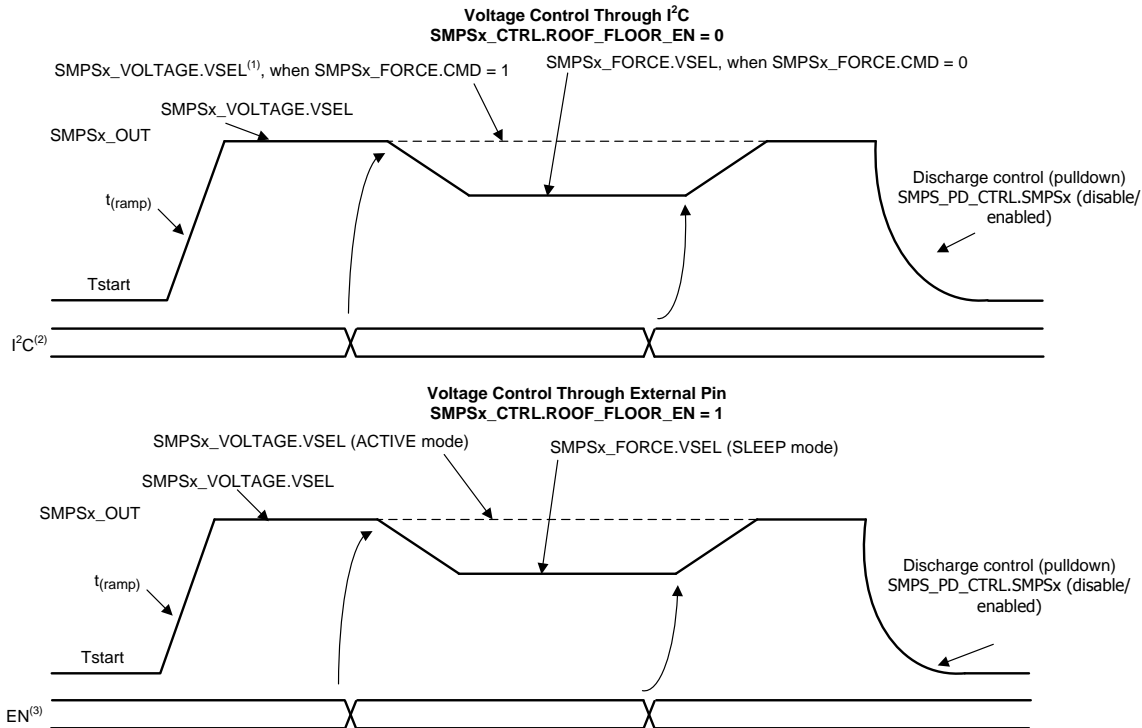 Voltage Control Through I²C
SMPSx_CTRL.ROOF_FLOOR_EN = 0
SMPSx_VOLTAGE.VSEL(1), when SMPSx_FORCE.CMD = 1
SMPSx_FORCE.VSEL, when SMPSx_FORCE.CMD = 0
SMPSx_VOLTAGE.VSEL
SMPSx_OUT
t(ramp)
Tstart
Discharge control (pulldown)
SMPS_PD_CTRL.SMPSx (disable/
enabled)
I²C(2)
Voltage Control Through External Pin
SMPSx_CTRL.ROOF_FLOOR_EN = 1
SMPSx_VOLTAGE.VSEL (ACTIVE mode)
SMPSx_FORCE.VSEL (SLEEP mode)
SMPSx_VOLTAGE.VSEL
SMPSx_OUT
t(ramp)
Tstart
Discharge control (pulldown)
SMPS_PD_CTRL.SMPSx (disable/
enabled)
EN(3)